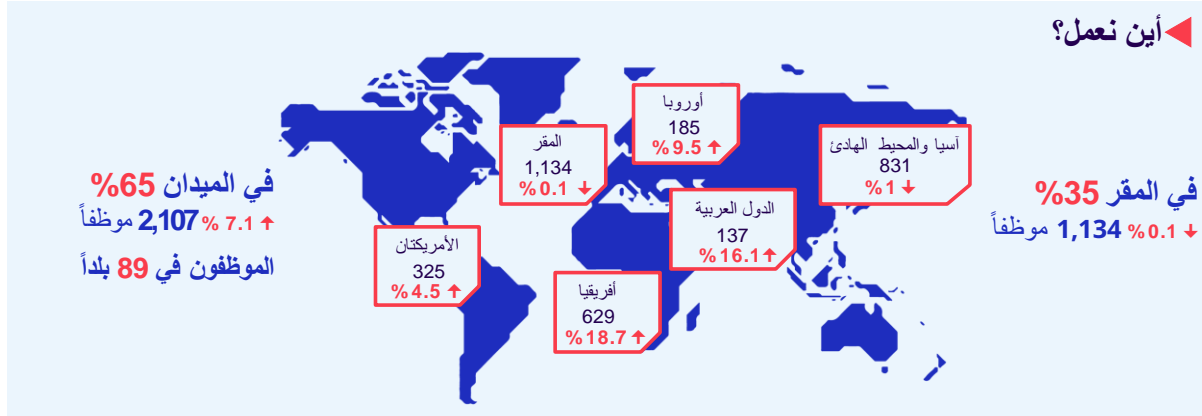 أين نعمل؟
في المقر 35%
↓ 0.1 % 1,134 موظفاً
آسيا والمحيط الهادئ
831
↓ 1 %
أوروبا
185
↑ 9.5 %
المقر
1,134
↓ 0.1 %
الدول العربية
137
↑ 16.1 %
أفريقيا
629
↑ 18.7 %
الأمريكتان
325
↑ 4.5 %
في الميدان 65%
↑ 7.1 % 2,107 موظفاً
الموظفون في 89 بلداً